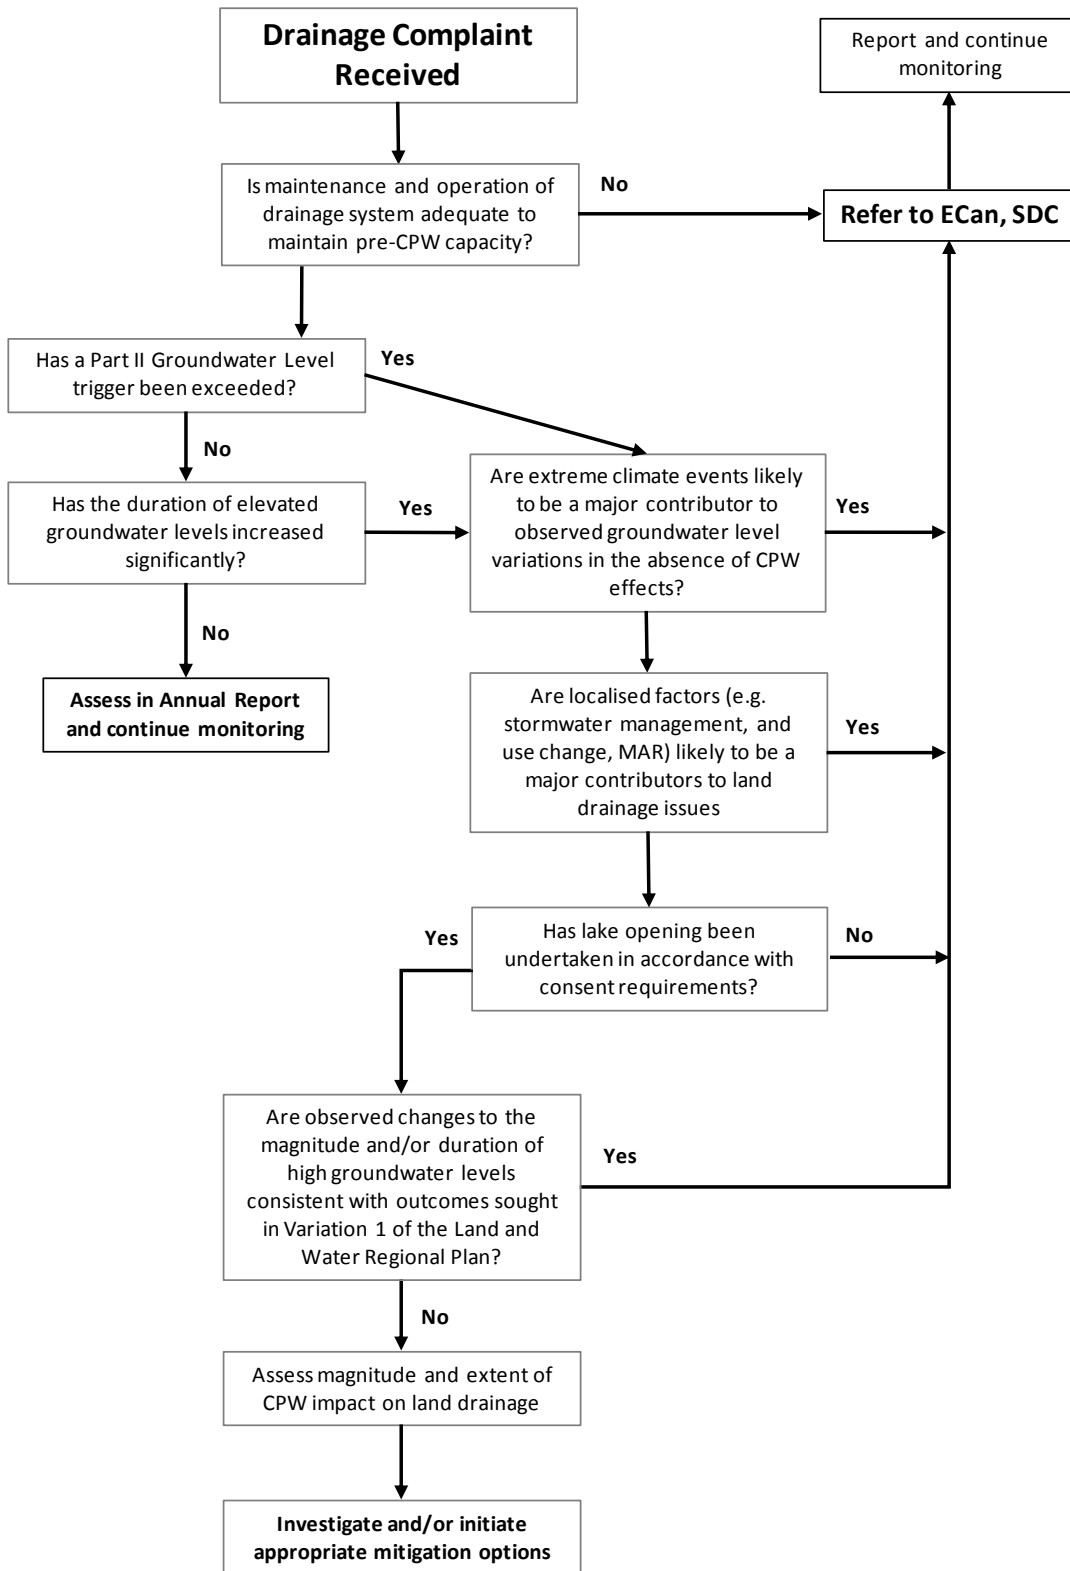 Drainage Complaint
Received
Report and continue
monitoring
Is maintenance and operation of
drainage system adequate to
maintain pre-CPW capacity?
No
Refer to ECan, SDC
Has a Part II Groundwater Level
trigger been exceeded?
Yes
No
Has the duration of elevated
groundwater levels increased
significantly?
Yes
Are extreme climate events likely
to be a major contributor to
observed groundwater level
variations in the absence of CPW
effects?
Yes
No
Assess in Annual Report
and continue monitoring
Are localised factors (e.g.
stormwater management, and
use change, MAR) likely to be a
major contributors to land
drainage issues
Yes
Yes
Has lake opening been
undertaken in accordance with
consent requirements?
No
Are observed changes to the
magnitude and/or duration of
high groundwater levels
consistent with outcomes sought
in Variation 1 of the Land and
Water Regional Plan?
Yes
No
Assess magnitude and extent of
CPW impact on land drainage
Investigate and/or initiate
appropriate mitigation options